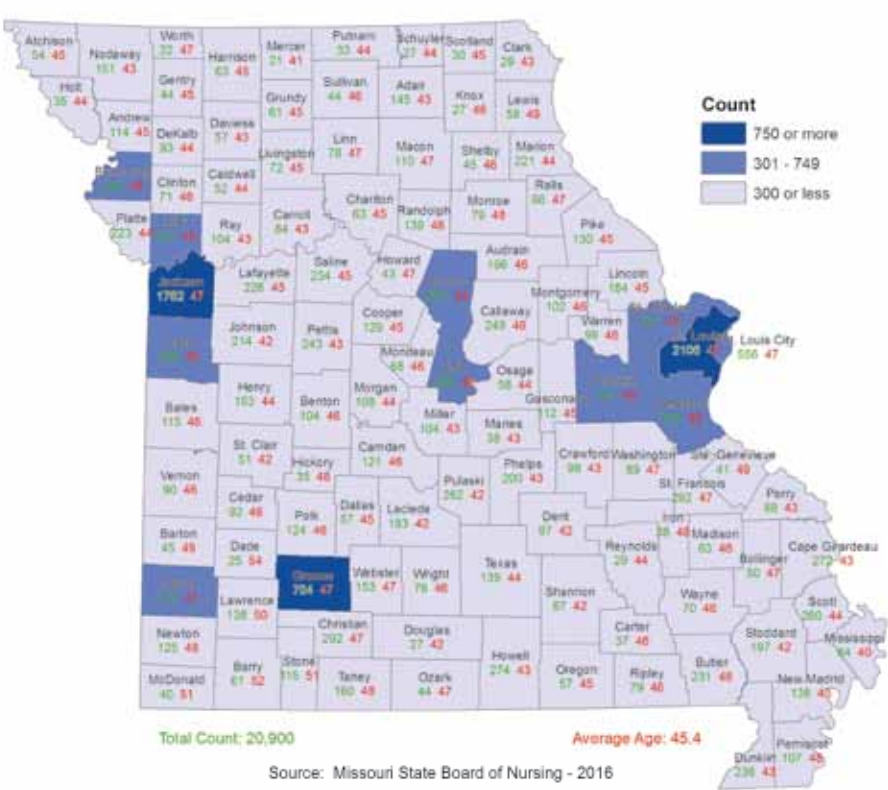 Atchison
54 45
Nodaway
151 43
Worth
22 47
Harrison
63 45
Mercer
21 41
Putnam
33 44
Schuyler
27 44
Scotland
30 45
Clark
29 43
Holt
35 44
Gentry
44 45
Sullivan
44 46
Adair
145 43
Knox
27 46
Lewis
58 49
Grundy
61 45
Andrew
114 45
DeKalb
93 44
Daviess
57 43
Livingston
72 45
Linn
78 47
Macon
110 47
Shelby
45 46
Marion
221 44
Count
750 or more
301 - 749
300 or less
Clinton
71 46
Caldwell
52 44
Chariton
63 45
Randolph
139 46
Monroe
79 48
Ralls
47
Platte
223 44
Ray
104 43
Carroll
84 43
Pike
130 45
Jackson
1762 47
Lafayette
226 45
Saline
234 45
Howard
43 47
Audrain
166 46
Montgomery
102 46
Lincoln
184 45
Warren
46
Cooper
129 45
Callaway
249 46
2106
Louis City
556 47
Johnson
214 42
Pettis
243 43
Moniteau
46
Osage
58 44
Gasconade
112 45
Henry
163 44
Benton
104 46
Morgan
44
Miller
104 43
Maries
38 43
Bates
115 46
St. Clair
51 42
Hickory
35 46
Camden
121 46
Pulaski
262 42
Phelps
200 43
Crawford
98 43
Washington
89 47
Ste. Genevieve
41 49
St. Francois
292 47
Perry
43
Vernon
90 46
Cedar
92 46
Polk
124 46
Dallas
57 45
Laclede
183 42
Dent
67 42
Iron
Reynolds
29 44
Madison
63 46
Bollinger
50 47
Cape Girardeau
43
Barton
45 49
Dade
25 54
Greene
704 47
Webster
153 47
Wright
78 46
Texas
139 44
Shannon
67 42
Wayne
70 46
Scott
260 44
Lawrence
138 50
Carter
37 46
Stoddard
197 42
Mississippi
Newton
125 48
Christian
292 47
Douglas
37 42
Howell
274 43
McDonald
40 51
Barry
61 52
Stone
115 51
Taney
160 48
Ozark
44 47
Oregon
57 45
Ripley
79 46
Butler
231 46
New Madrid
138
Total Count: 20,900
Average Age: 45.4
Pemiscot
107 45
Dunklin
236 43
Source: Missouri State Board of Nursing - 2016